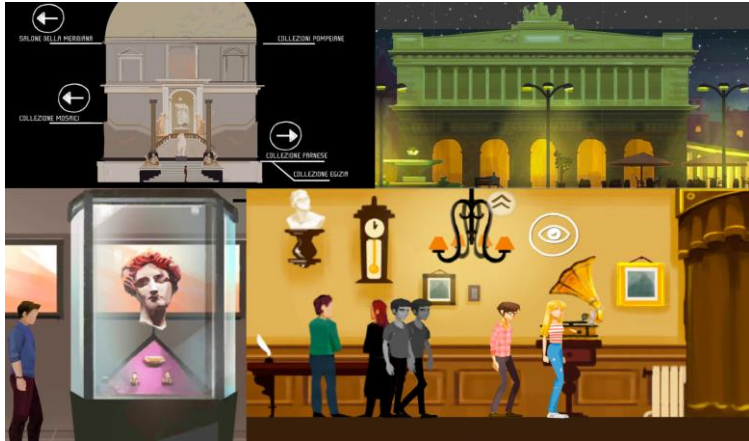 SALONE DELLA MERIDIANA
COLLEZIONI POMPEIANE
COLLEZIONE MOSAICI
COLLEZIONE FARNESE
COLLEZIONE EGIZIA